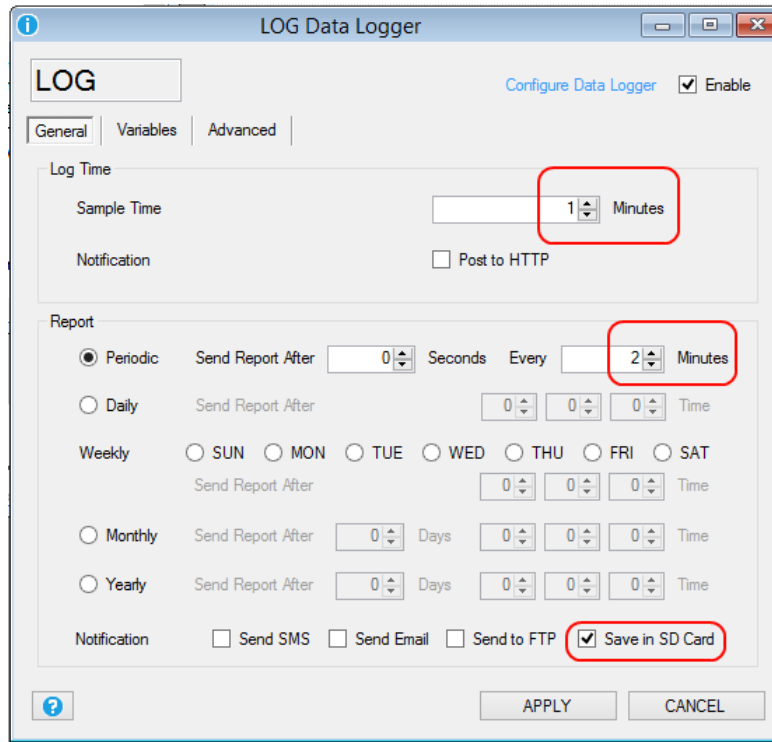 LOG Data Logger
LOG
Configure Data Logger Enable
General Variables Advanced
Log Time
Sample Time 1 Minutes
Notification Post to HTTP
Report
Periodic Send Report After 0 Seconds Every 2 Minutes
Daily Send Report After 0 0 0 Time
Weekly SUN MON TUE WED THU FRI SAT
Send Report After 0 0 0 Time
Monthly Send Report After 0 Days 0 0 0 Time
Yearly Send Report After 0 Days 0 0 0 Time
Notification Send SMS Send Email Send to FTP Save in SD Card
APPLY CANCEL